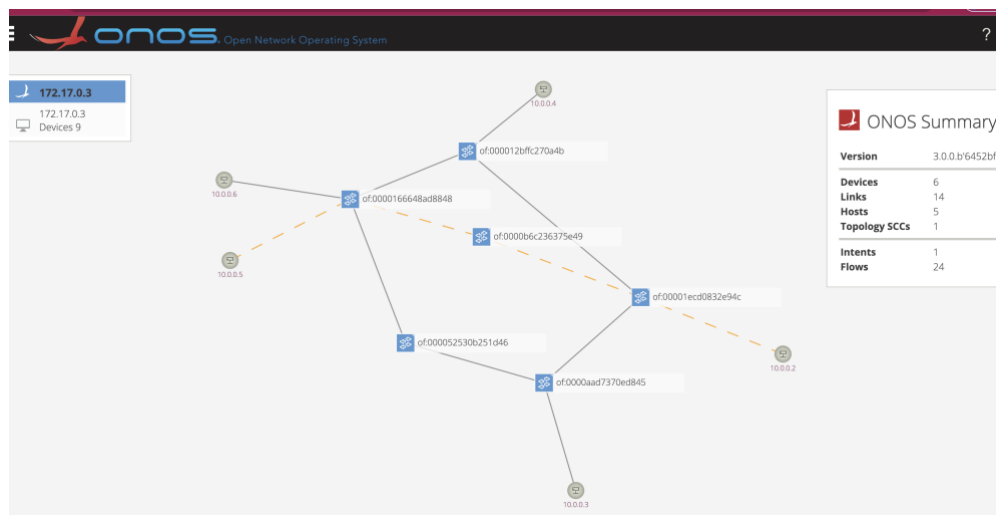 onos. Open Network Operating System
?
172.17.0.3
172.17.0.3
Devices 9
10.0.0.4
of:000012bffc270a4b
10.0.0.6
of:0000166648ad8848
of:0000b6c236375e49
10.0.0.5
of:00001ecd0832e94c
of:000052530b251d46
10.0.0.2
of:0000aad7370ed845
10.0.0.3
ONOS Summary
Version 3.0.0.b'6452bf
Devices 6
Links 14
Hosts 5
Topology SCCs 1
Intents 1
Flows 24